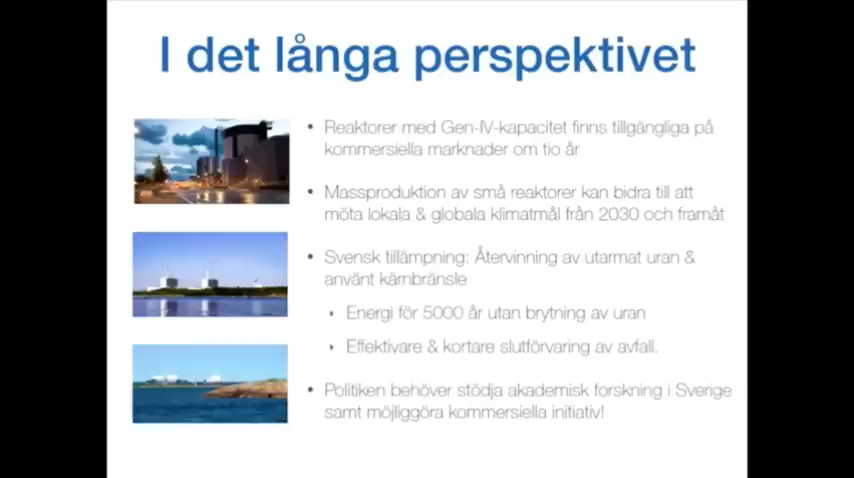 I det långa perspektivet
• Reaktorer med Gen-IV-kapacitet finns tillgängliga på
kommersiella marknader om tio år
• Massproduktion av små reaktorer kan bidra till att
möta lokala & globala klimatmål från 2030 och framåt
• Svensk tillämpning: Återvinning av utarmat uran &
använt kärnbränsle
‣ Energi för 5000 år utan brytning av uran
‣ Effektivare & kortare slutförvaring av avfall.
• Politiken behöver stödja akademisk forskning i Sverige
samt möjliggöra kommersiella initiativ!